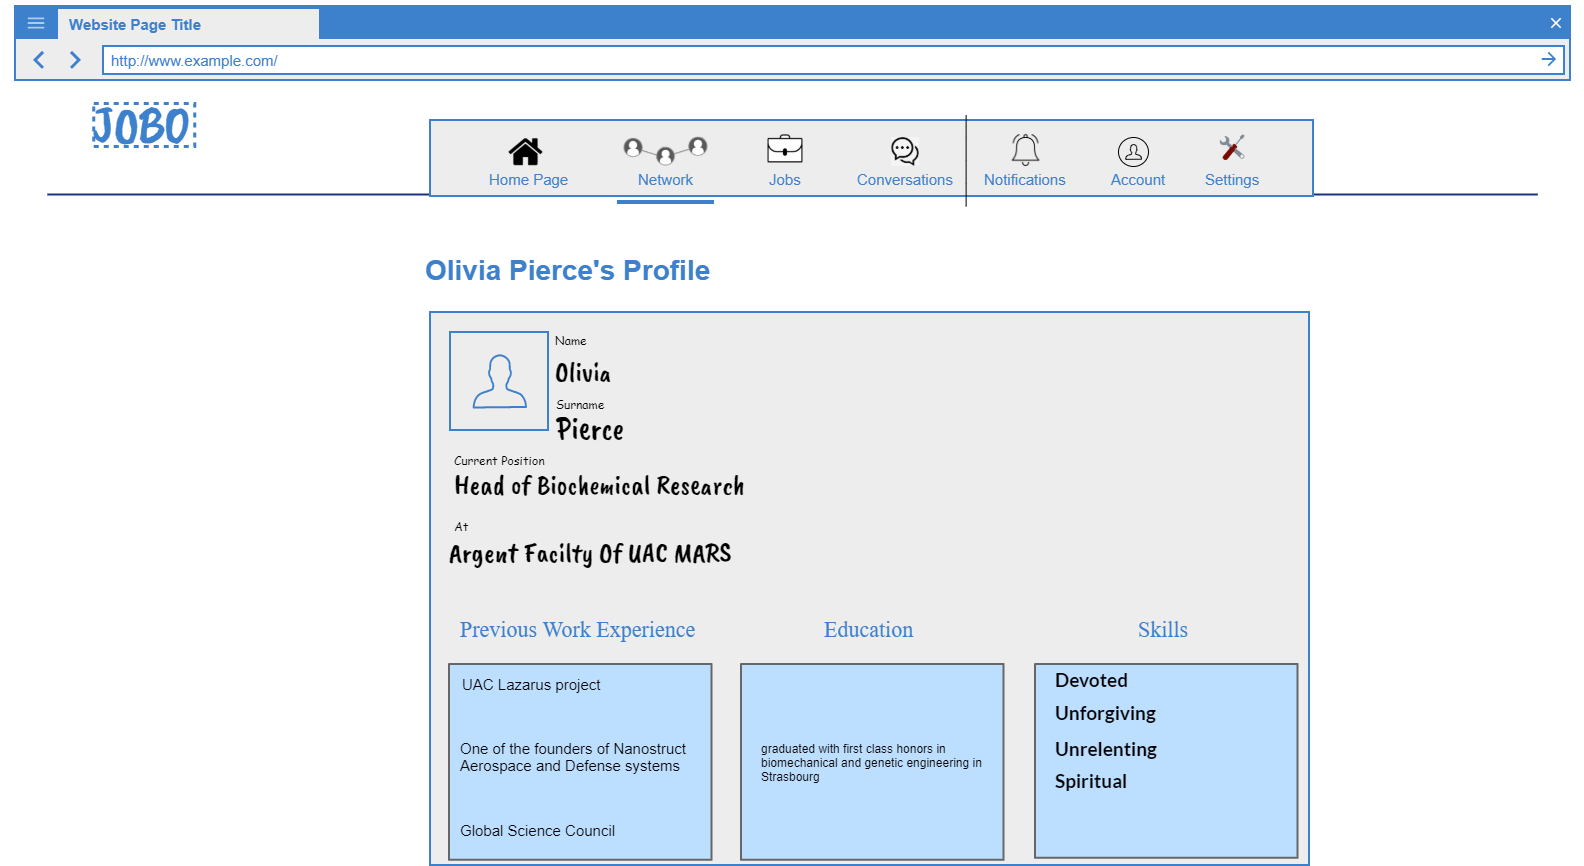 Website Page Title
http://www.example.com/
JOBO
Home Page
Network
Jobs
Conversations
Notifications
Account
Settings
Olivia Pierce's Profile
Name
Olivia
Surname
Pierce
Current Position
Head of Biochemical Research
At
Argent Facilty Of UAC MARS
Previous Work Experience
UAC Lazarus project
One of the founders of Nanostruct
Aerospace and Defense systems
Global Science Council
Education
graduated with first class honors in
biomechanical and genetic engineering in
Strasbourg
Skills
Devoted
Unforgiving
Unrelenting
Spiritual